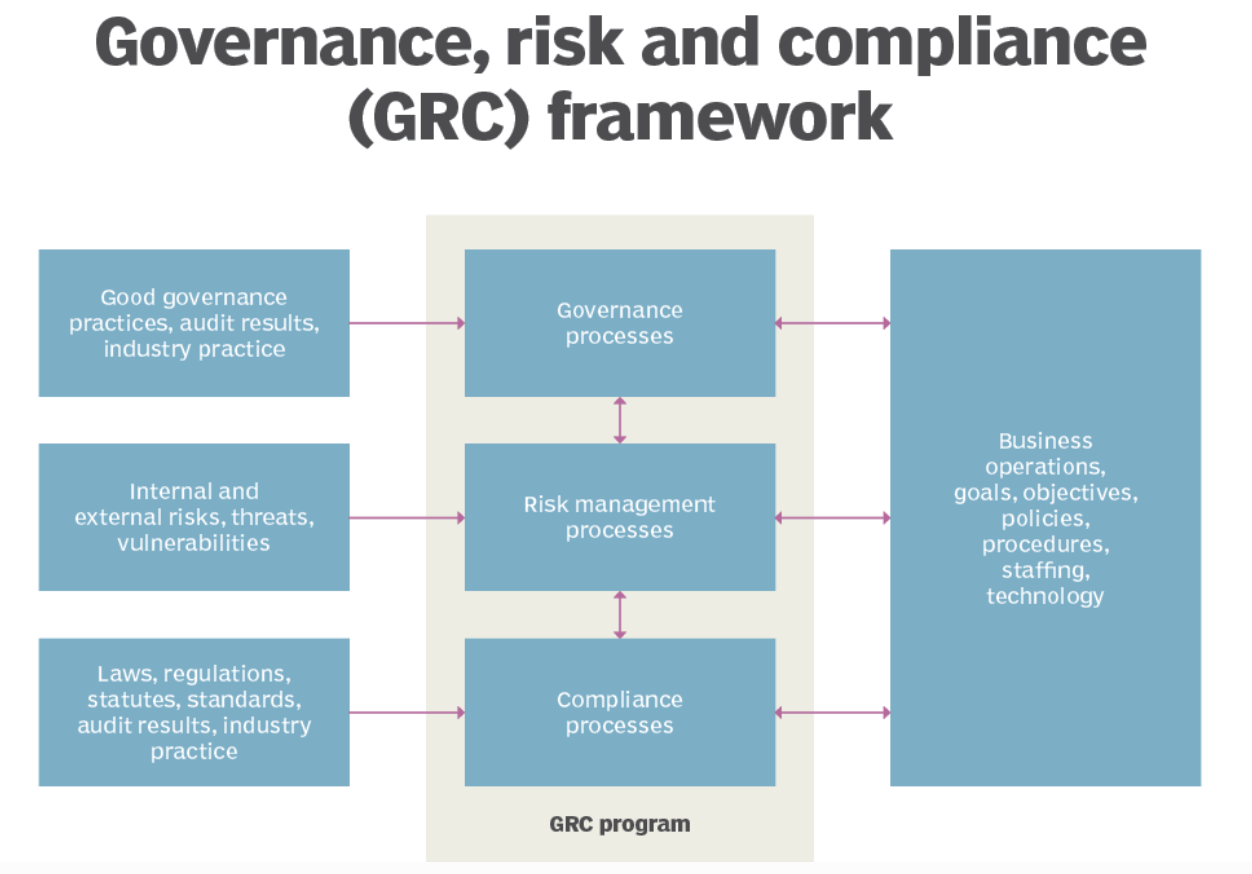 Governance, risk and compliance
(GRC) framework
Good governance
practices, audit results,
industry practice
Governance
processes
Internal and
external risks, threats,
vulnerabilities
Risk management
processes
Laws, regulations,
statutes, standards,
audit results, industry
practice
Compliance
processes
GRC program
Business
operations,
goals, objectives,
policies,
procedures,
staffing,
technology